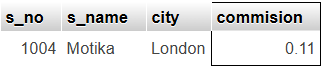 s_no s_name city commision
1004 Motika London 0.11